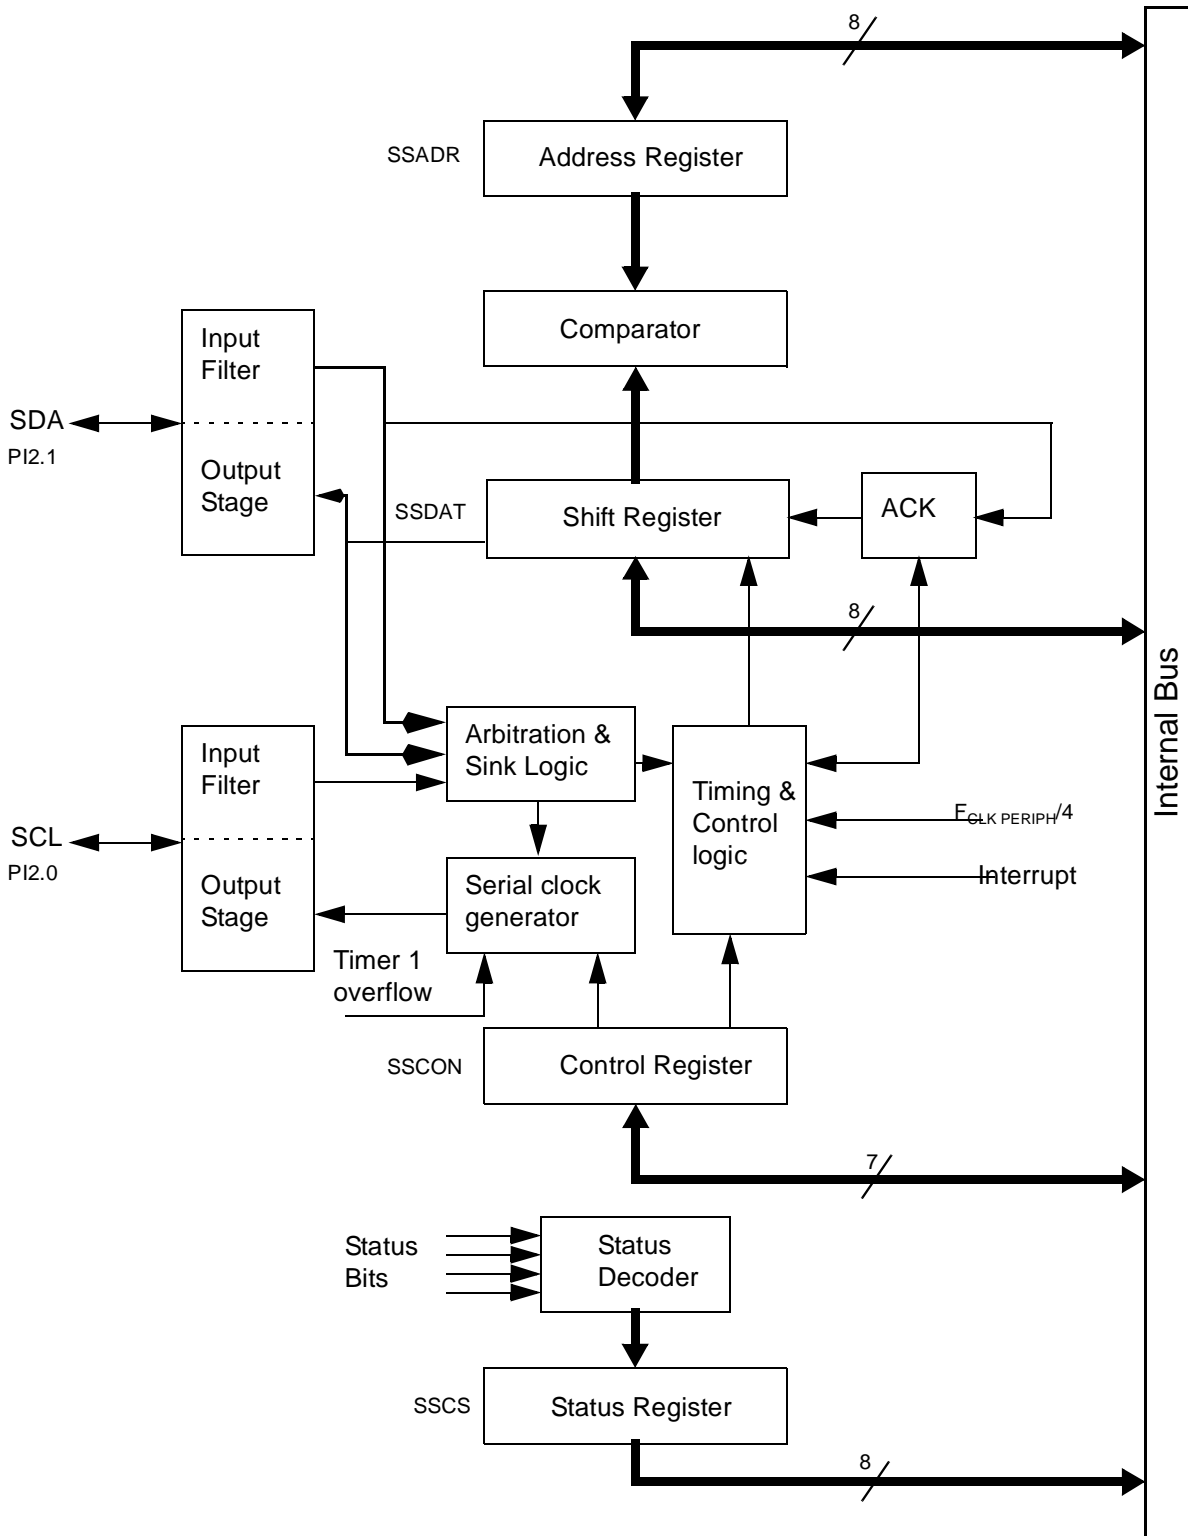 8
SSADR
Address Register
Comparator
Input
Filter
SDA
PI2.1
Output
Stage
SSDAT
Shift Register
ACK
8
Internal Bus
Arbitration &
Sink Logic
Input
Filter
Timing &
Control
logic
FCLK PERIPH/4
SCL
PI2.0
Output
Stage
Serial clock
generator
Interrupt
Timer 1
overflow
SSCON
Control Register
7
Status
Bits
Status
Decoder
SSCS
Status Register
8